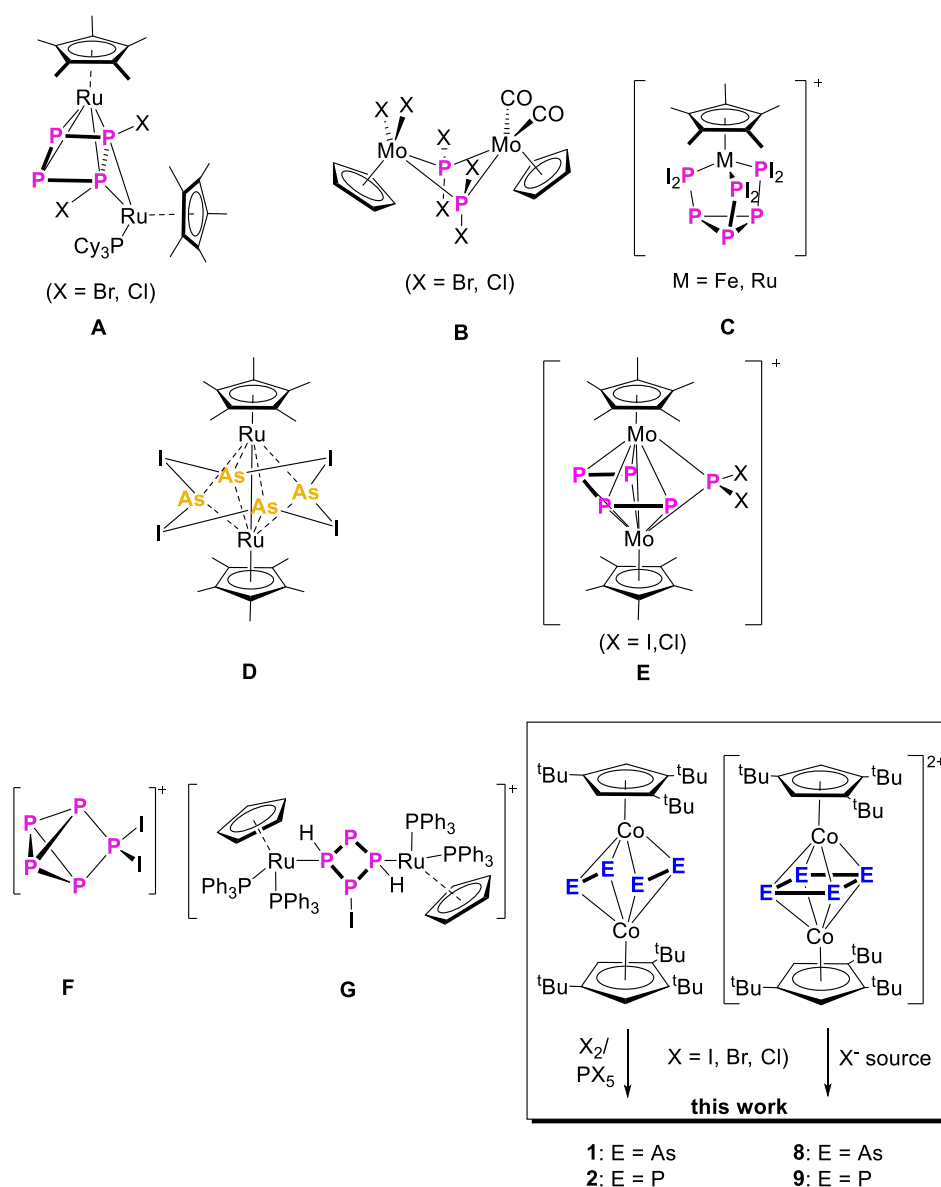 Ru
X
P
P
P
P
X
Ru
Cy3P
(X = Br, Cl)
A
X
X
CO
CO
X
Mo
Mo
P
X
X
P
X
(X = Br, Cl)
B
+
M
I2P
PI2
PI2
P
P
P
M = Fe, Ru
C
Ru
I
I
As
As
As
As
I
I
Ru
D
+
Mo
P
P
P
X
X
P
P
Mo
(X = I,Cl)
E
+
P
P
I
P
I
P
P
F
+
PPh3
H
P
Ru
P
P
Ru
PPh3
Ph3P
PPh3
P
H
I
G
tBu
tBu
tBu
Co
E
E
E
E
Co
tBu
tBu
tBu
2+
tBu
tBu
tBu
Co
E
E
E
E
Co
tBu
tBu
tBu
X2/
PX5
X = I, Br, Cl)
X- source
this work
1: E = As
2: E = P
8: E = As
9: E = P